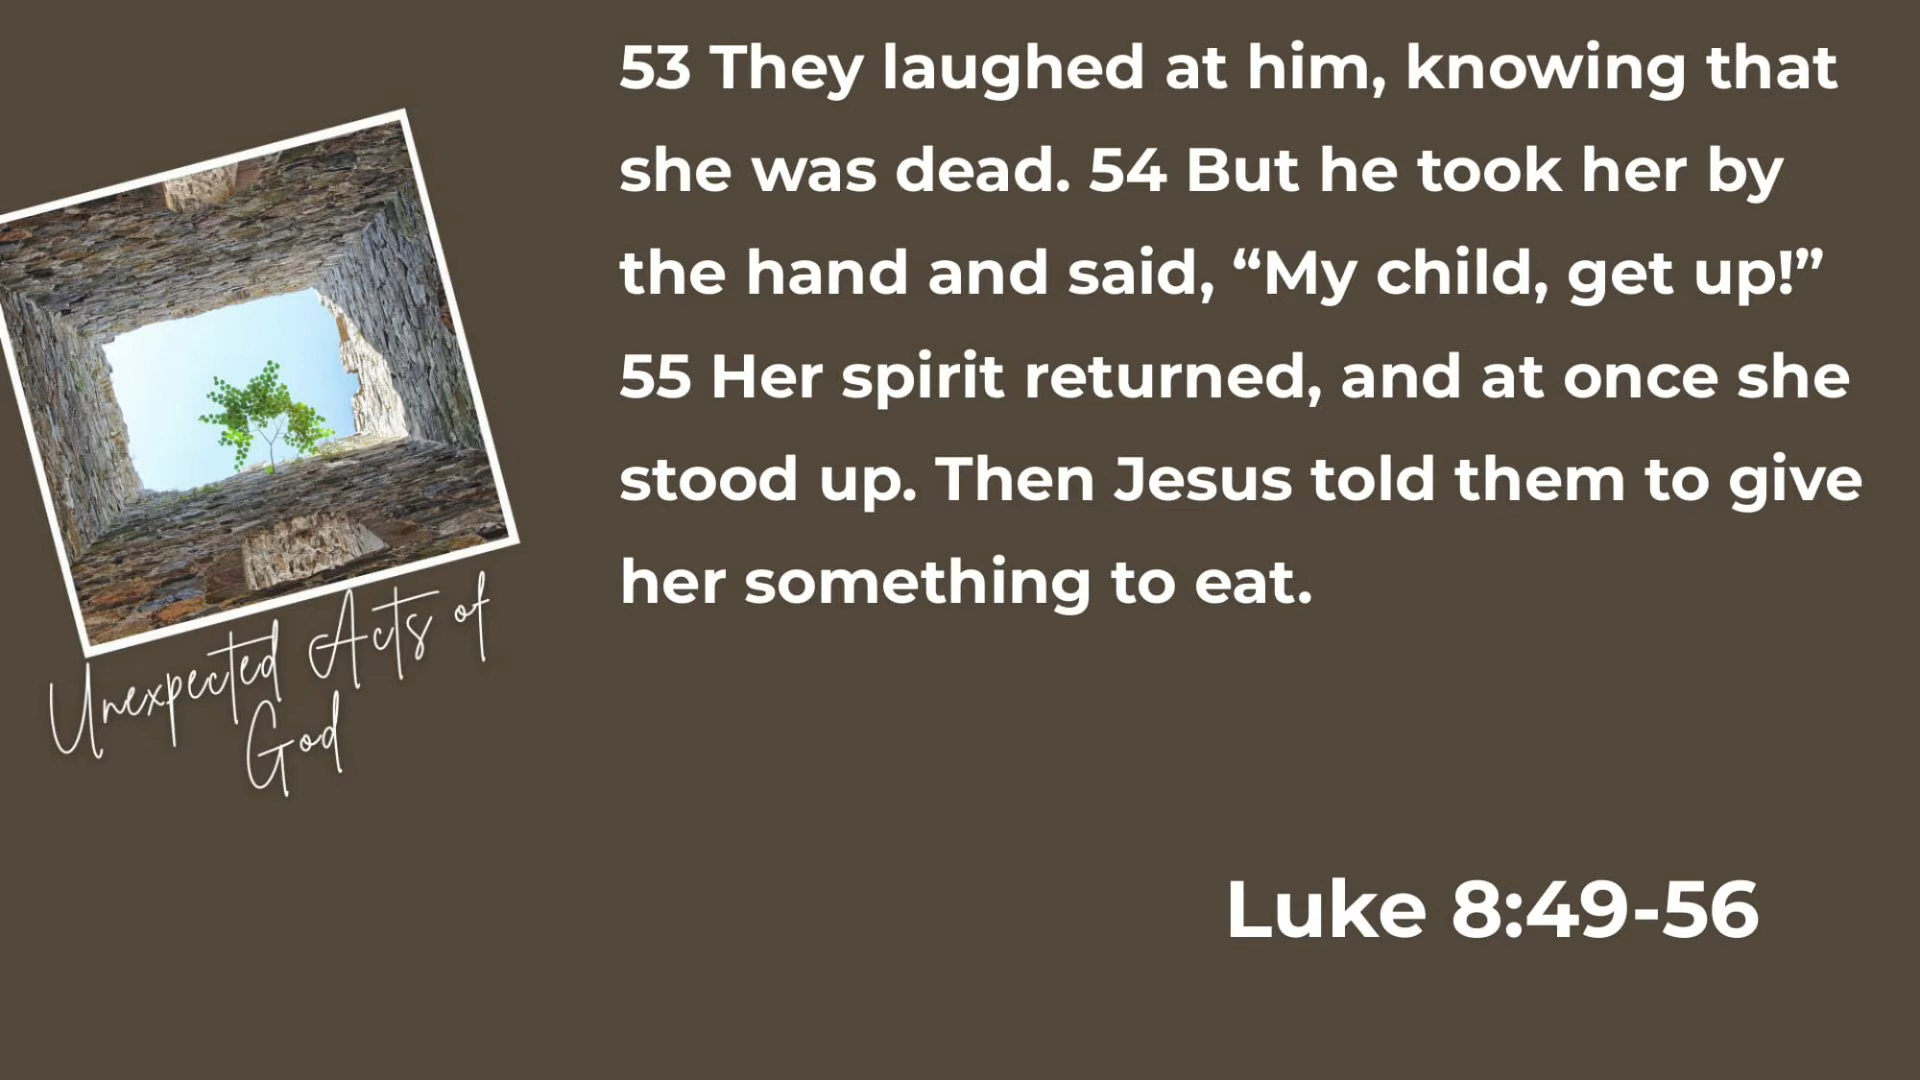 53 They laughed at him, knowing that
she was dead. 54 But he took her by
the hand and said, “My child, get up!”
55 Her spirit returned, and at once she
stood up. Then Jesus told them to give
her something to eat.
Unexpected Acts of
God
Luke 8:49-56